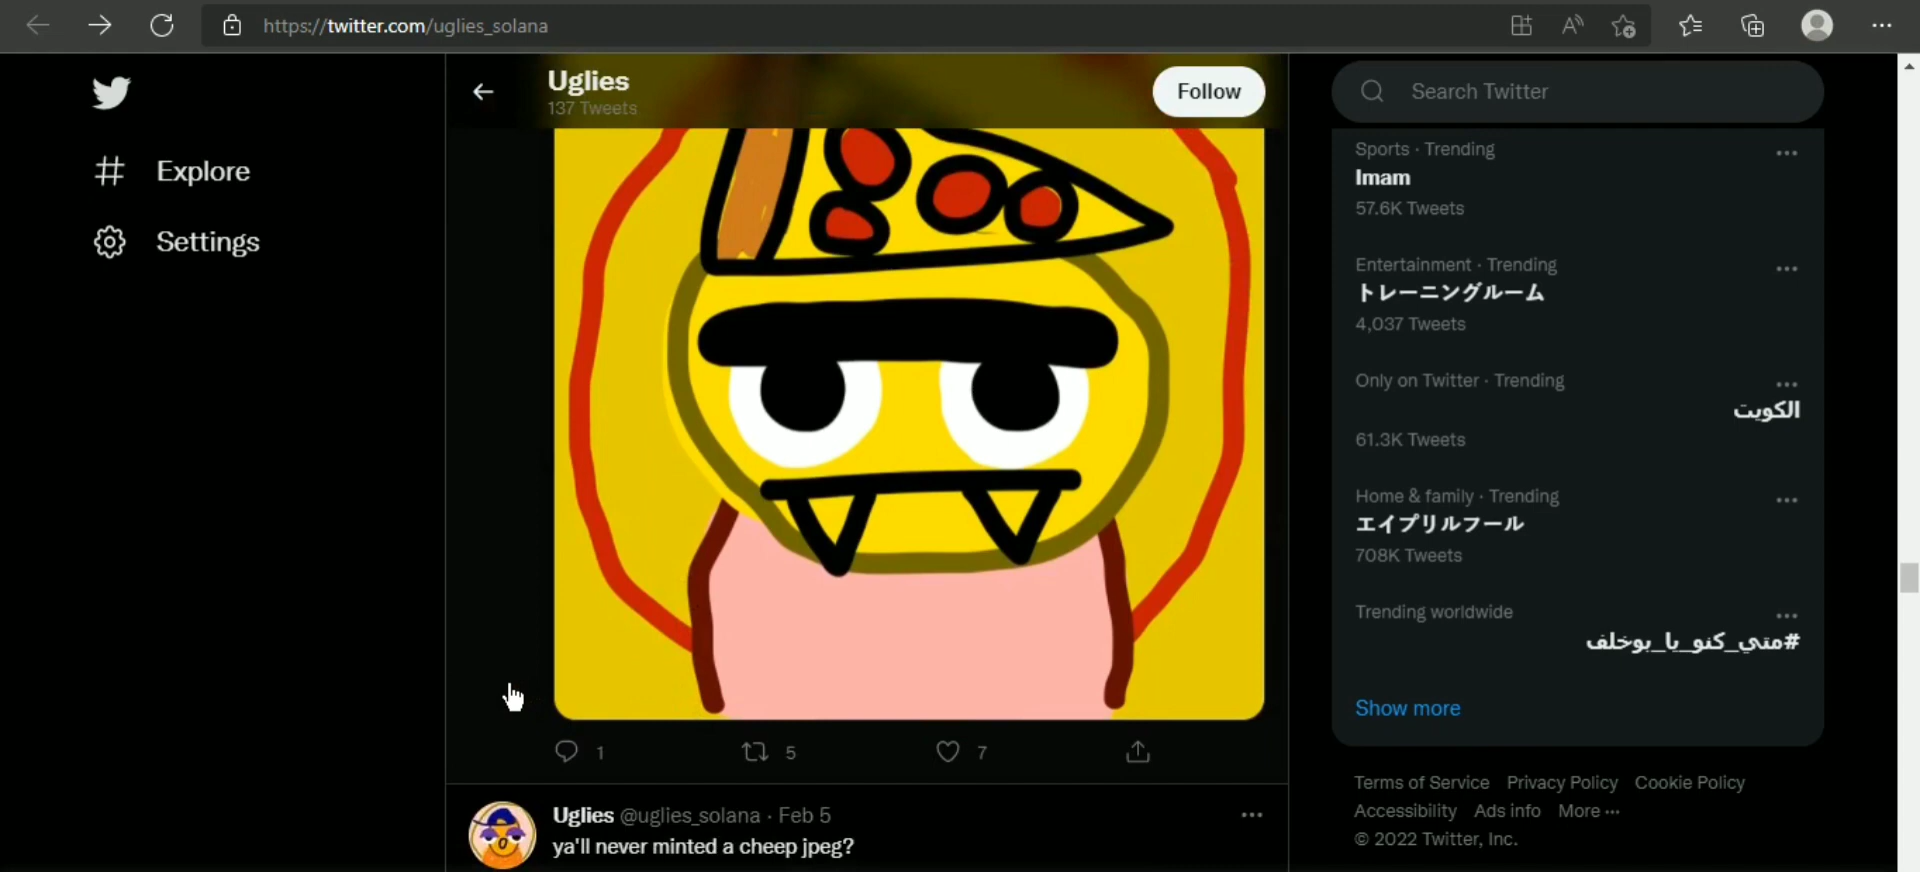 https://twitter.com/uglies_solana
Explore
Settings
Uglies
137 Tweets
Follow
1
5
7
Uglies @uglies_solana · Feb 5
ya'll never minted a cheep jpeg?
Search Twitter
Sports · Trending
Imam
57.6K Tweets
Entertainment · Trending
トレーニングルーム
4,037 Tweets
Only on Twitter · Trending
الكويت
61.3K Tweets
Home & family · Trending
エイプリルフール
708K Tweets
Trending worldwide
#متي_كنو_يا_بوخلف
Show more
Terms of Service Privacy Policy Cookie Policy
Accessibility Ads info More ···
© 2022 Twitter, Inc.